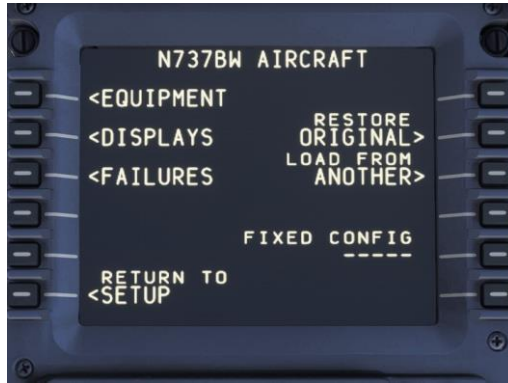 N737BW AIRCRAFT
<EQUIPMENT
RESTORE
<DISPLAYS ORIGINAL>
LOAD FROM
<FAILURES ANOTHER>
FIXED CONFIG
-----
RETURN TO
<SETUP